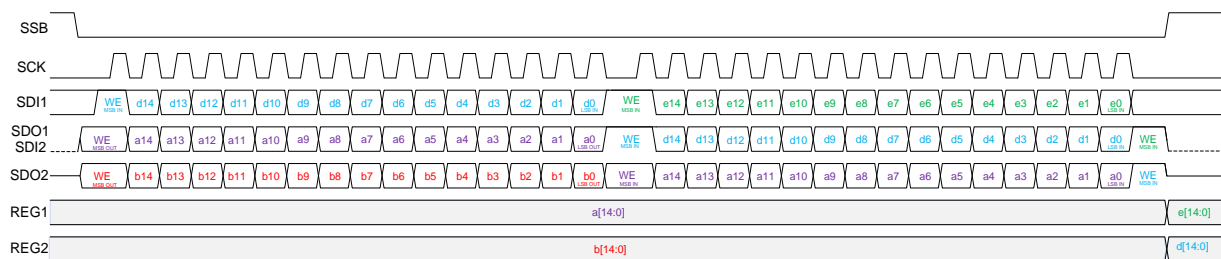 SSB
SCK
SDI1 WE MSB IN d14 d13 d12 d11 d10 d9 d8 d7 d6 d5 d4 d3 d2 d1 d0 LSB IN WE MSB IN e14 e13 e12 e11 e10 e9 e8 e7 e6 e5 e4 e3 e2 e1 e0 LSB IN
SDO1 SDI2 WE MSB OUT a14 a13 a12 a11 a10 a9 a8 a7 a6 a5 a4 a3 a2 a1 a0 LSB OUT WE MSB IN d14 d13 d12 d11 d10 d9 d8 d7 d6 d5 d4 d3 d2 d1 d0 LSB IN WE MSB IN
SDO2 WE MSB OUT b14 b13 b12 b11 b10 b9 b8 b7 b6 b5 b4 b3 b2 b1 b0 LSB OUT WE MSB IN a14 a13 a12 a11 a10 a9 a8 a7 a6 a5 a4 a3 a2 a1 a0 LSB IN WE MSB IN
REG1 a[14:0] e[14:0]
REG2 b[14:0] d[14:0]